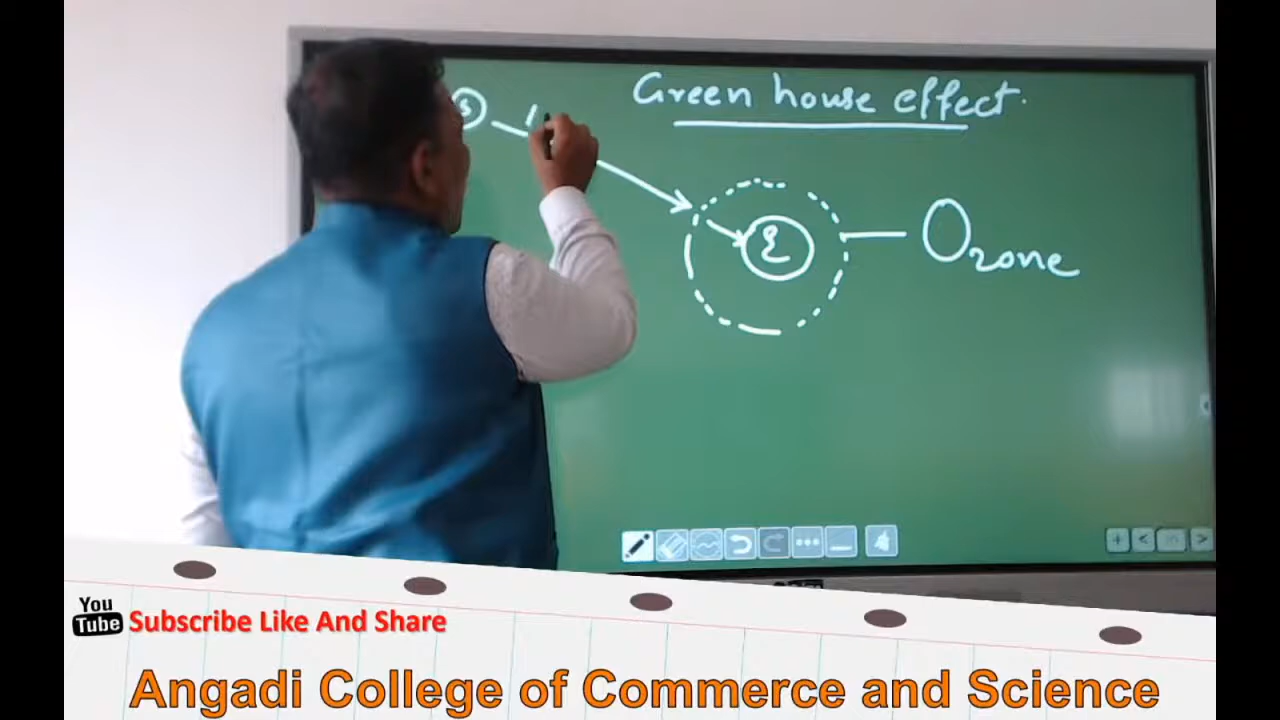 Green house effect.
S
E
Ozone
You
Tube
Subscribe Like And Share
Angadi College of Commerce and Science